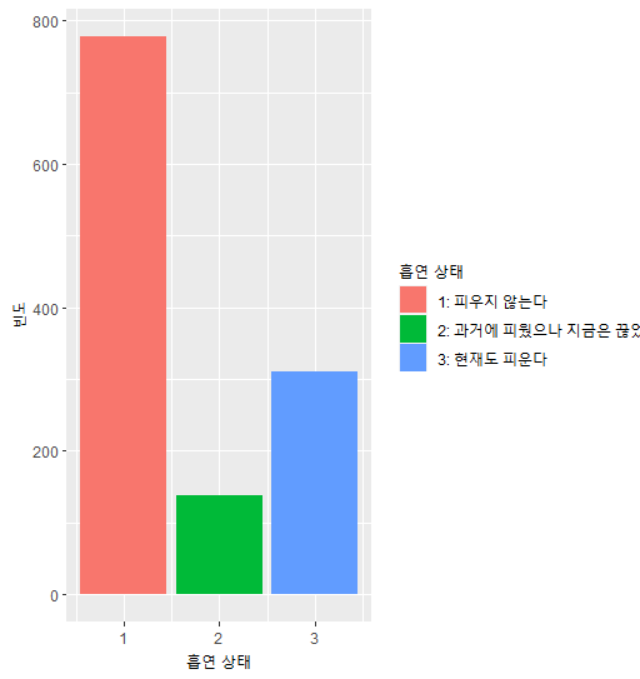 800
600
400
200
0
빈도
1 2 3
흡연 상태
흡연 상태
1: 피우지 않는다
2: 과거에 피웠으나 지금은
3: 현재도 피운다